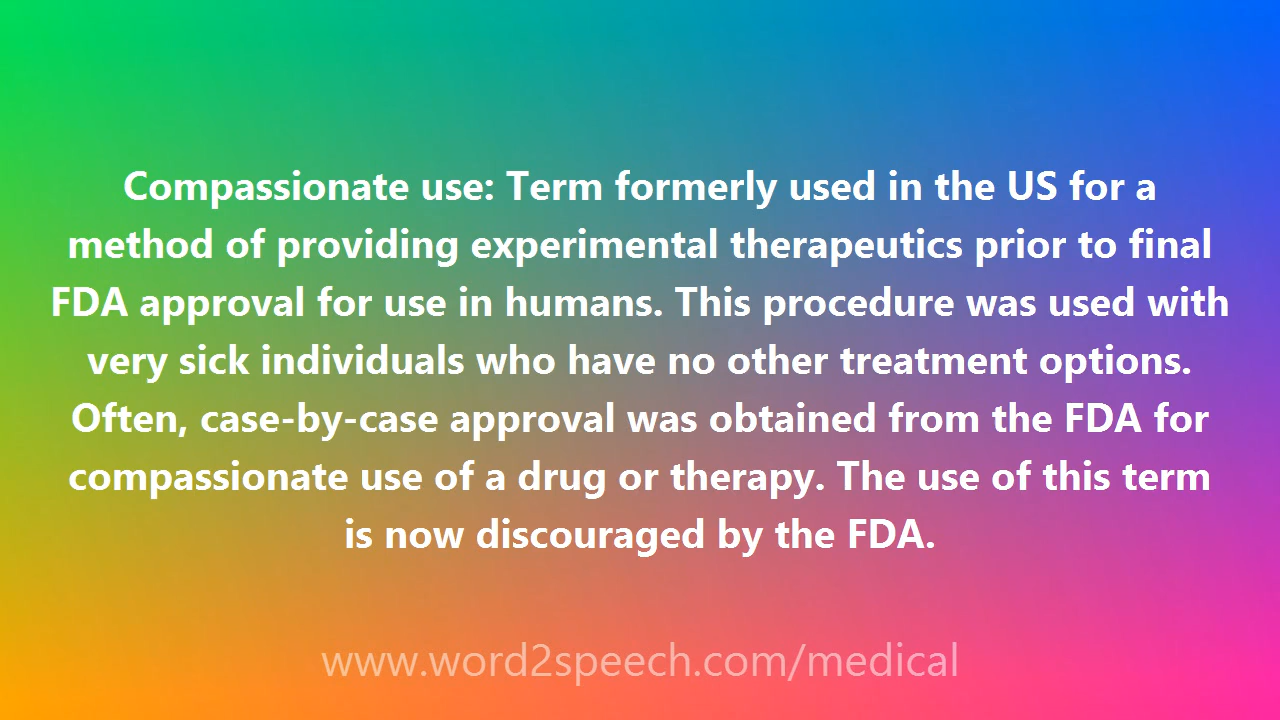 Compassionate use: Term formerly used in the US for a
method of providing experimental therapeutics prior to final
FDA approval for use in humans. This procedure was used with
very sick individuals who have no other treatment options.
Often, case-by-case approval was obtained from the FDA for
compassionate use of a drug or therapy. The use of this term
is now discouraged by the FDA.
www.word2speech.com/medical